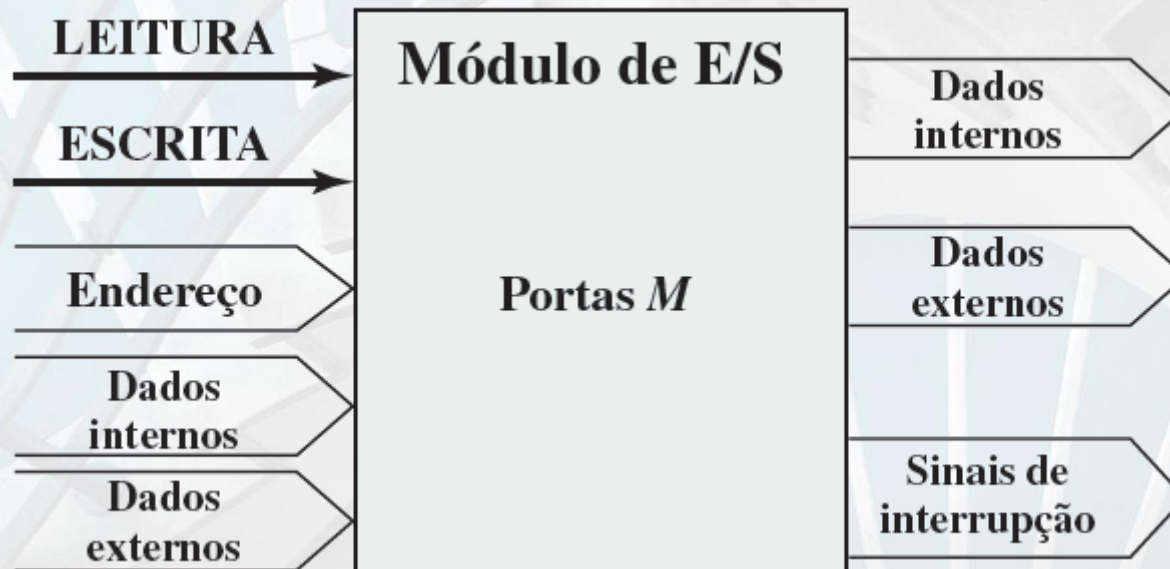 LEITURA
ESCRITA
Endereço
Dados
internos
Dados
externos
Módulo de E/S
Portas M
Dados
internos
Dados
externos
Sinais de
interrupção